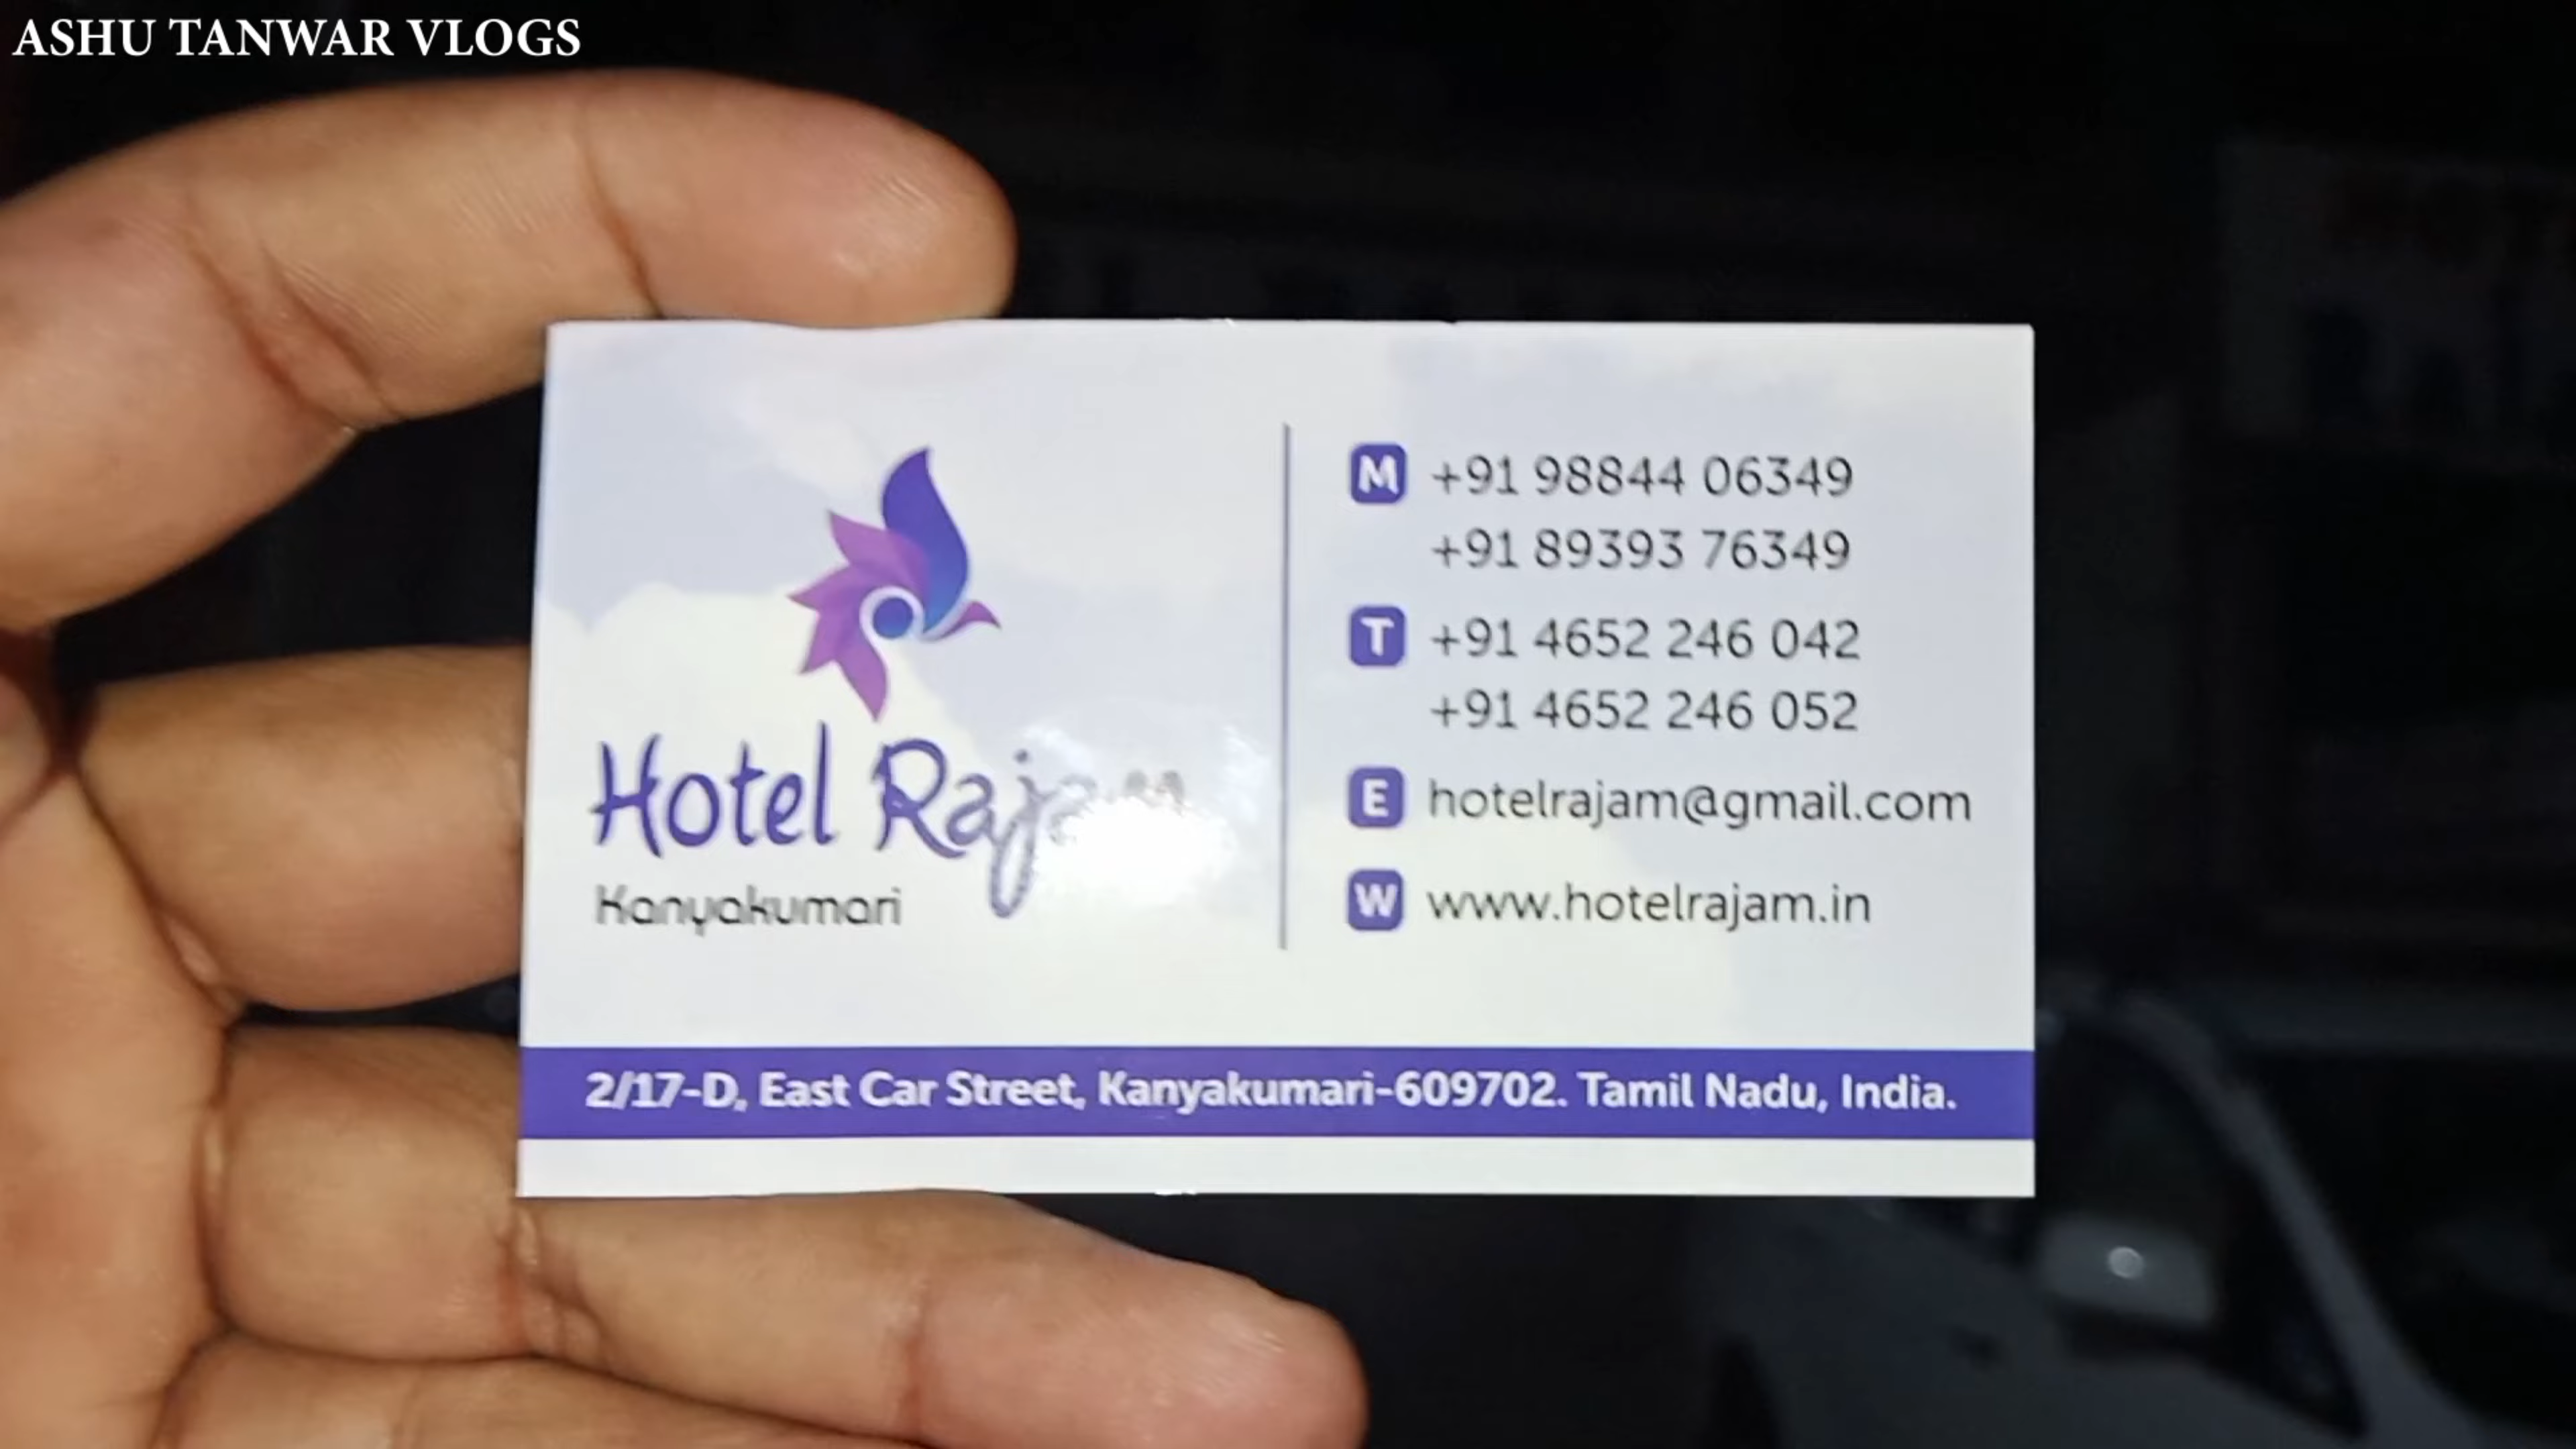 ASHU TANWAR VLOGS
Hotel Rajam
Kanyakumari
M +91 98844 06349
+91 89393 76349
T +91 4652 246 042
+91 4652 246 052
E hotelrajam@gmail.com
W www.hotelrajam.in
2/17-D, East Car Street, Kanyakumari-609702. Tamil Nadu, India.